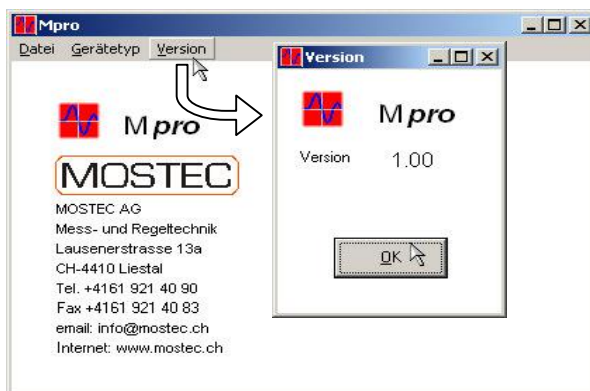 Mpro
Datei Gerätetyp Version
M pro
MOSTEC
MOSTEC AG
Mess- und Regeltechnik
Lausenerstrasse 13a
CH-4410 Liestal
Tel. +4161 921 40 90
Fax +4161 921 40 83
email: info@mostec.ch
Internet: www.mostec.ch
Version
M pro
Version 1.00
OK